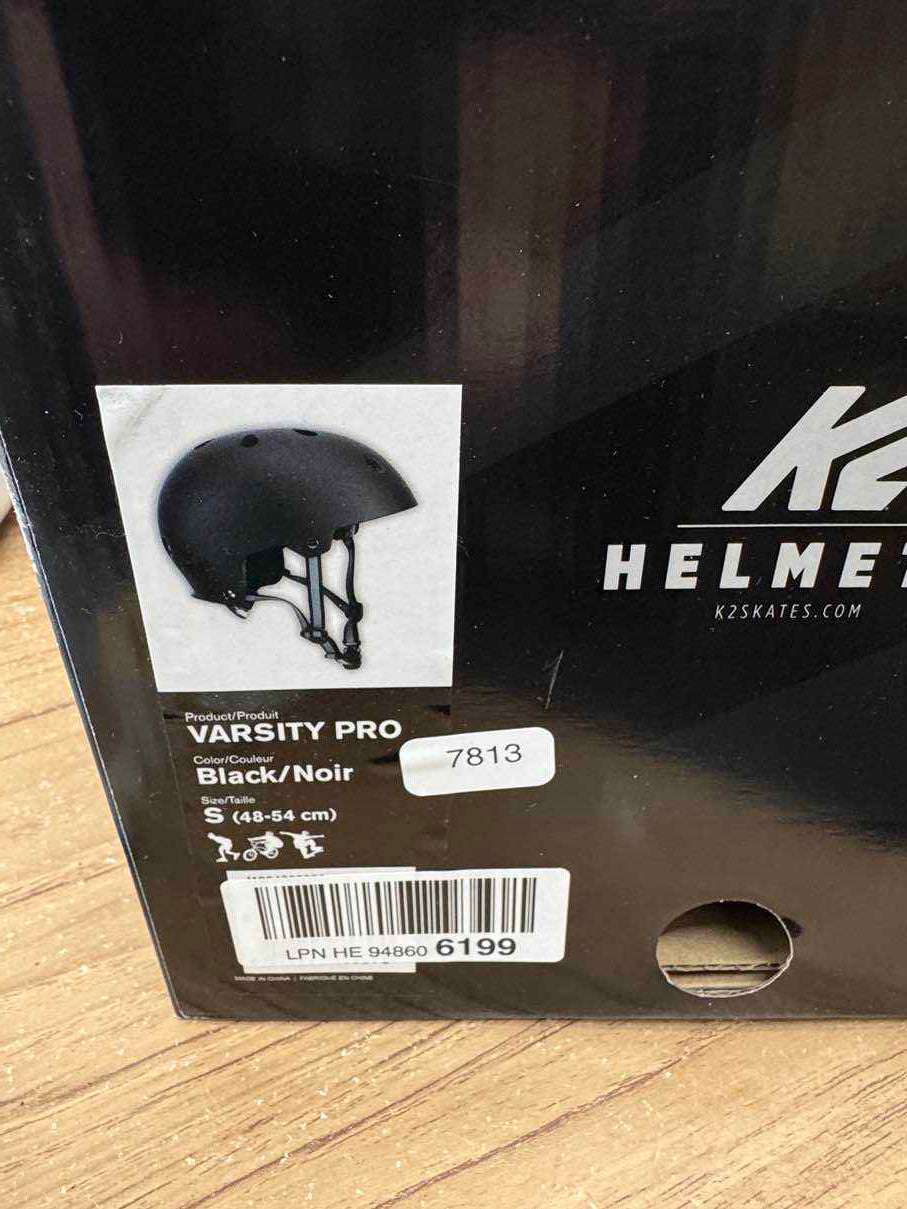 K2
HELMET
K2SKATES.COM
Product/Produit
VARSITY PRO
7813
Color/Couleur
Black/Noir
Size/Taille
S (48-54 cm)
LPN HE 94860 6199
MADE IN CHINA | FABRIQUÉ EN CHINE